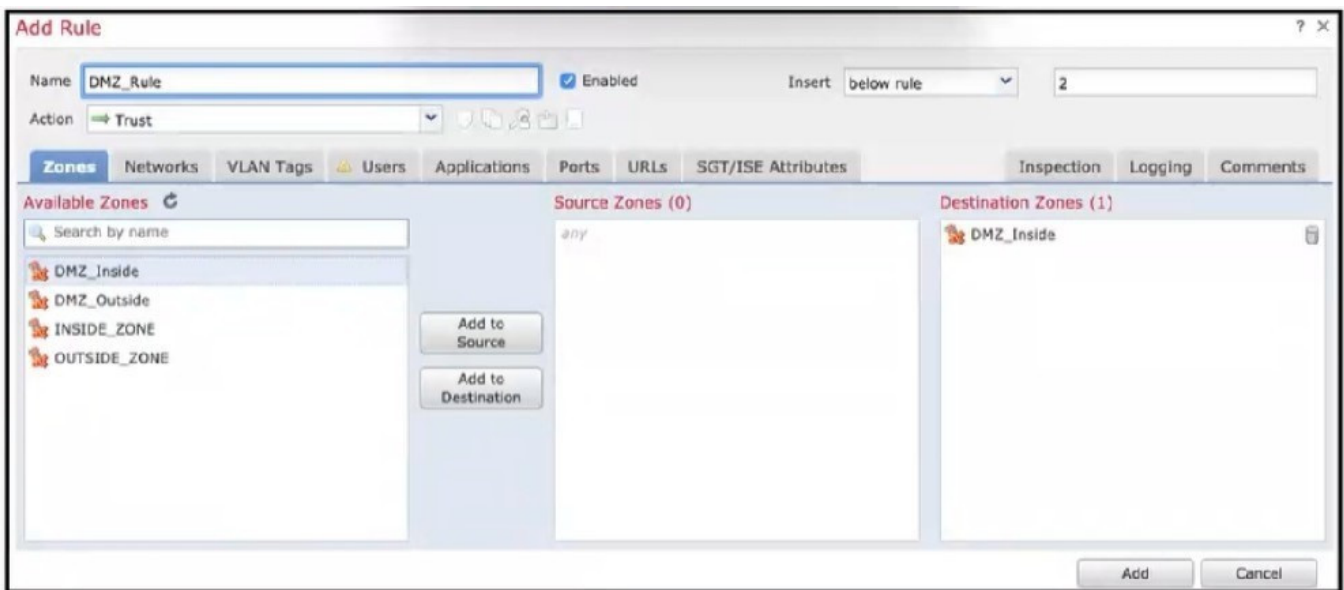 Add Rule ? X
Name DMZ_Rule Enabled Insert below rule 2
Action Trust
Zones Networks VLAN Tags Users Applications Ports URLs SGT/ISE Attributes Inspection Logging Comments
Available Zones Source Zones (0) Destination Zones (1)
Search by name any DMZ_Inside
DMZ_Inside
DMZ_Outside
INSIDE_ZONE
OUTSIDE_ZONE
Add to
Source
Add to
Destination
Add Cancel